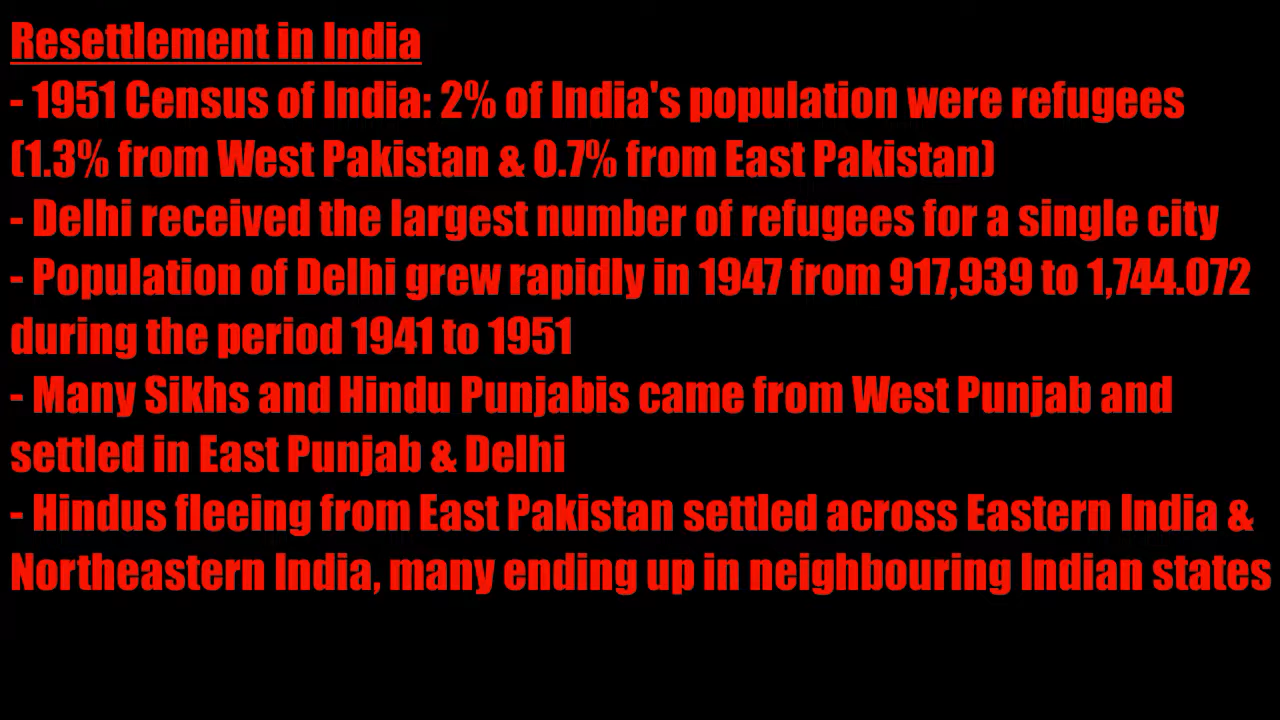 Resettlement in India
- 1951 Census of India: 2% of India's population were refugees
(1.3% from West Pakistan & 0.7% from East Pakistan)
- Delhi received the largest number of refugees for a single city
- Population of Delhi grew rapidly in 1947 from 917,939 to 1,744.072
during the period 1941 to 1951
- Many Sikhs and Hindu Punjabis came from West Punjab and
settled in East Punjab & Delhi
- Hindus fleeing from East Pakistan settled across Eastern India &
Northeastern India, many ending up in neighbouring Indian states